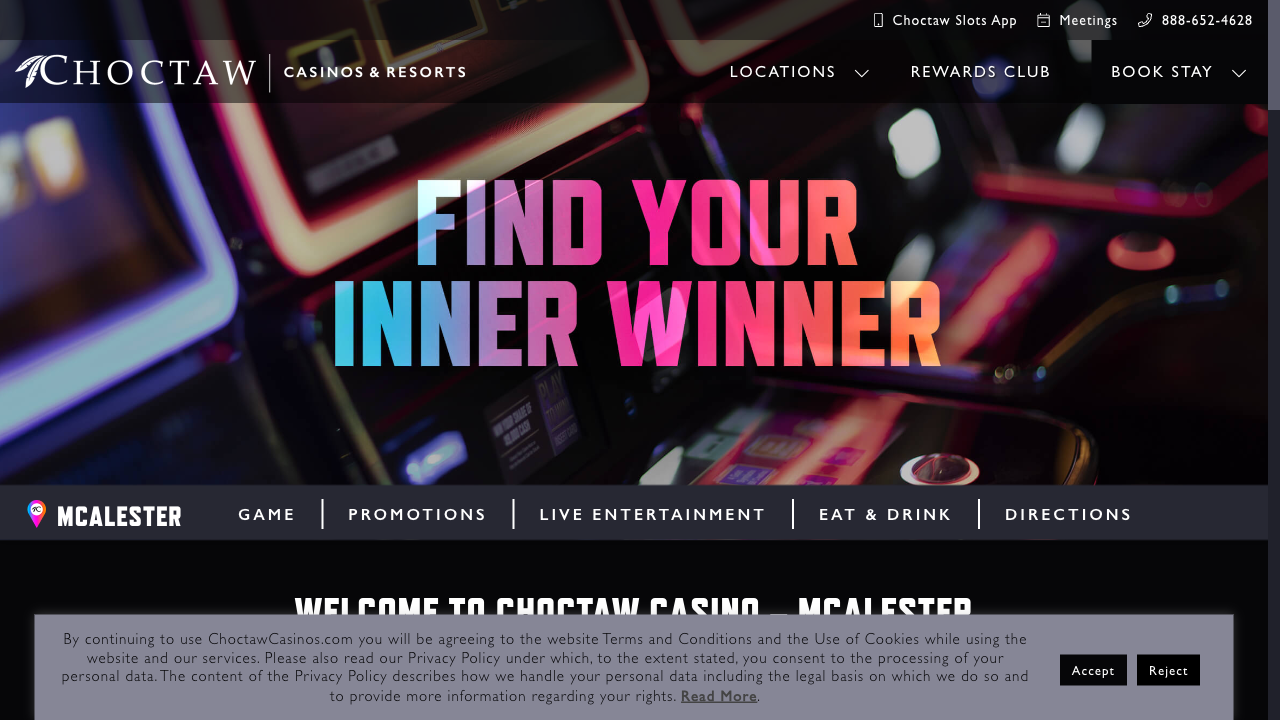 Choctaw Slots App
Meetings
888-652-4628
CHOCTAW
CASINOS & RESORTS
LOCATIONS
REWARDS CLUB
BOOK STAY
FIND YOUR
INNER WINNER
MCALESTER
GAME
PROMOTIONS
LIVE ENTERTAINMENT
EAT & DRINK
DIRECTIONS
WELCOME TO CHOCTAW CASINO – MCALESTER
By continuing to use ChoctawCasinos.com you will be agreeing to the website Terms and Conditions and the Use of Cookies while using the
website and our services. Please also read our Privacy Policy under which, to the extent stated, you consent to the processing of your
personal data. The content of the Privacy Policy describes how we handle your personal data including the legal basis on which we do so and
to provide more information regarding your rights. Read More.
Accept
Reject